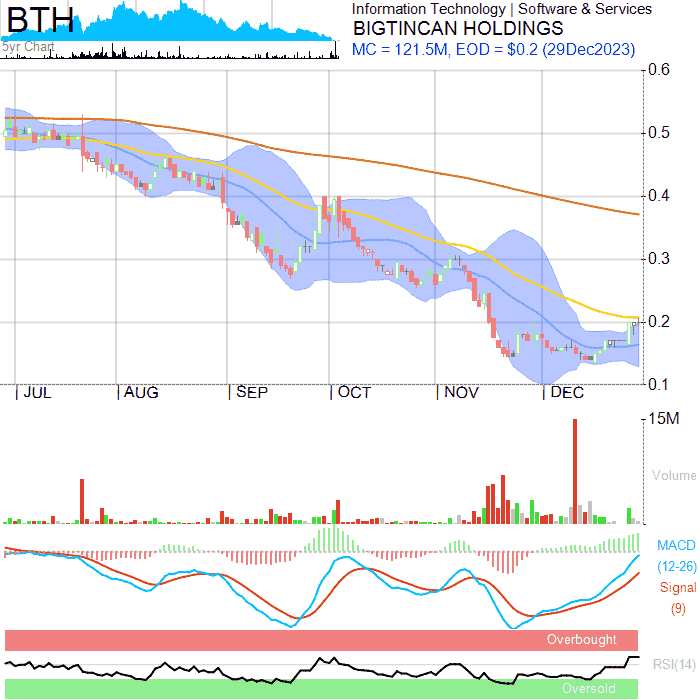 BTH
5yr Chart
Information Technology | Software & Services
BIGTINCAN HOLDINGS
MC = 121.5M, EOD = $0.2 (29Dec2023)
0.6
0.5
0.4
0.3
0.2
0.1
JUL AUG SEP OCT NOV DEC
15M
Volume
MACD
(12-26)
Signal
(9)
Overbought
RSI(14)
Oversold